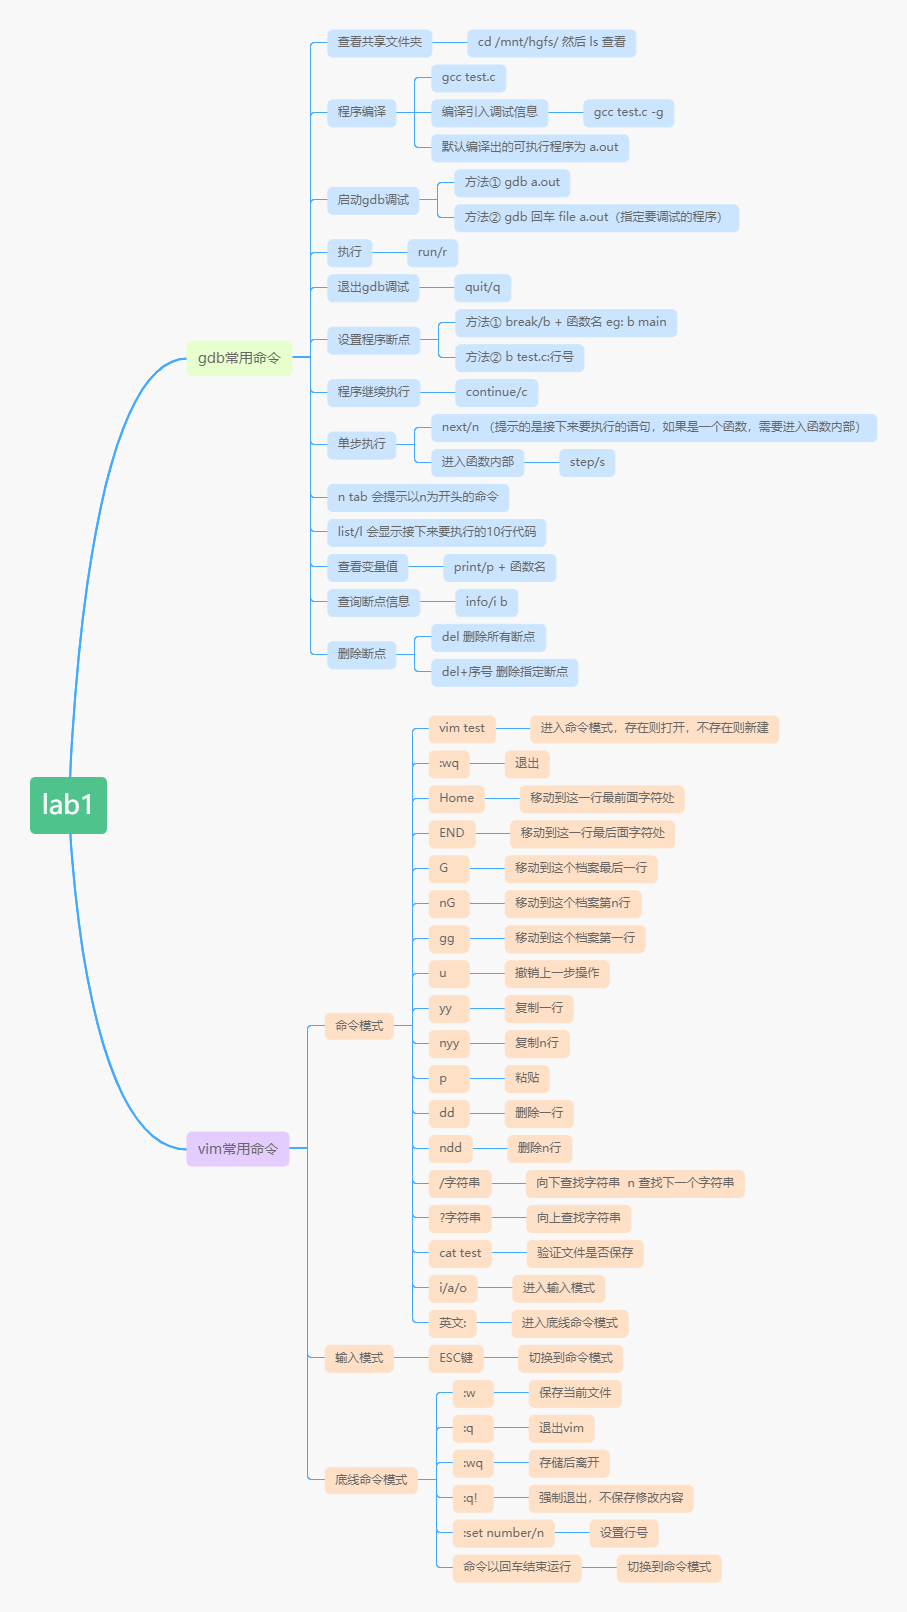 lab1
gdb常用命令
查看共享文件夹
cd /mnt/hgfs/ 然后 ls 查看
程序编译
gcc test.c
编译引入调试信息
gcc test.c -g
默认编译出的可执行程序为 a.out
启动gdb调试
方法① gdb a.out
方法② gdb 回车 file a.out（指定要调试的程序）
执行
run/r
退出gdb调试
quit/q
设置程序断点
方法① break/b + 函数名 eg: b main
方法② b test.c:行号
程序继续执行
continue/c
单步执行
next/n （提示的是接下来要执行的语句，如果是一个函数，需要进入函数内部）
进入函数内部
step/s
n tab 会提示以n为开头的命令
list/l 会显示接下来要执行的10行代码
查看变量值
print/p + 函数名
查询断点信息
info/i b
删除断点
del 删除所有断点
del+序号 删除指定断点
vim常用命令
命令模式
vim test
进入命令模式，存在则打开，不存在则新建
:wq
退出
Home
移动到这一行最前面字符处
END
移动到这一行最后面字符处
G
移动到这个档案最后一行
nG
移动到这个档案第n行
gg
移动到这个档案第一行
u
撤销上一步操作
yy
复制一行
nyy
复制n行
p
粘贴
dd
删除一行
ndd
删除n行
/字符串
向下查找字符串 n 查找下一个字符串
?字符串
向上查找字符串
cat test
验证文件是否保存
i/a/o
进入输入模式
英文:
进入底线命令模式
输入模式
ESC键
切换到命令模式
底线命令模式
:w
保存当前文件
:q
退出vim
:wq
存储后离开
:q!
强制退出，不保存修改内容
:set number/n
设置行号
命令以回车结束运行
切换到命令模式